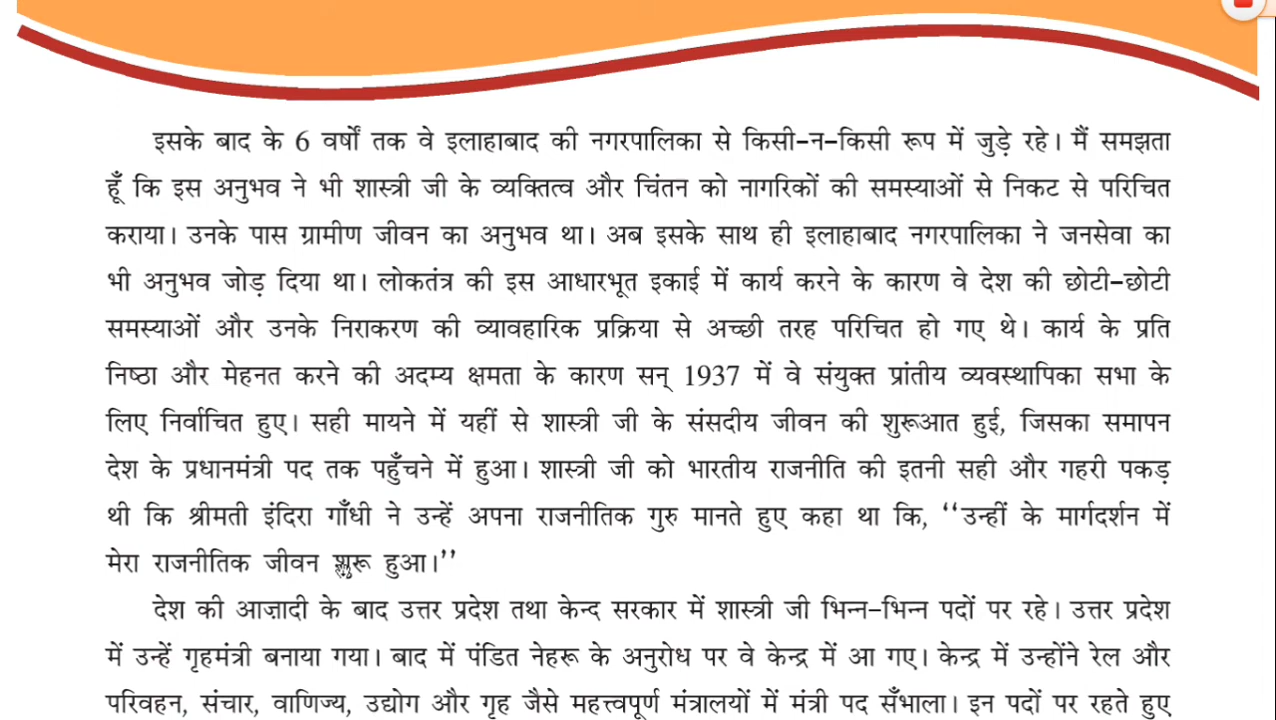 इसके बाद के 6 वर्षों तक वे इलाहाबाद की नगरपालिका से किसी-न-किसी रूप में जुड़े रहे। मैं समझता
हूँ कि इस अनुभव ने भी शास्त्री जी के व्यक्तित्व और चिंतन को नागरिकों की समस्याओं से निकट से परिचित
कराया। उनके पास ग्रामीण जीवन का अनुभव था। अब इसके साथ ही इलाहाबाद नगरपालिका ने जनसेवा का
भी अनुभव जोड़ दिया था। लोकतंत्र की इस आधारभूत इकाई में कार्य करने के कारण वे देश की छोटी-छोटी
समस्याओं और उनके निराकरण की व्यावहारिक प्रक्रिया से अच्छी तरह परिचित हो गए थे। कार्य के प्रति
निष्ठा और मेहनत करने की अदम्य क्षमता के कारण सन् 1937 में वे संयुक्त प्रांतीय व्यवस्थापिका सभा के
लिए निर्वाचित हुए। सही मायने में यहीं से शास्त्री जी के संसदीय जीवन की शुरूआत हुई, जिसका समापन
देश के प्रधानमंत्री पद तक पहुँचने में हुआ। शास्त्री जी को भारतीय राजनीति की इतनी सही और गहरी पकड़
थी कि श्रीमती इंदिरा गाँधी ने उन्हें अपना राजनीतिक गुरु मानते हुए कहा था कि, ‘‘उन्हीं के मार्गदर्शन में
मेरा राजनीतिक जीवन शुरू हुआ।’’
देश की आज़ादी के बाद उत्तर प्रदेश तथा केन्द सरकार में शास्त्री जी भिन्न-भिन्न पदों पर रहे। उत्तर प्रदेश
में उन्हें गृहमंत्री बनाया गया। बाद में पंडित नेहरू के अनुरोध पर वे केन्द्र में आ गए। केन्द्र में उन्होंने रेल और
परिवहन, संचार, वाणिज्य, उद्योग और गृह जैसे महत्त्वपूर्ण मंत्रालयों में मंत्री पद सँभाला। इन पदों पर रहते हुए